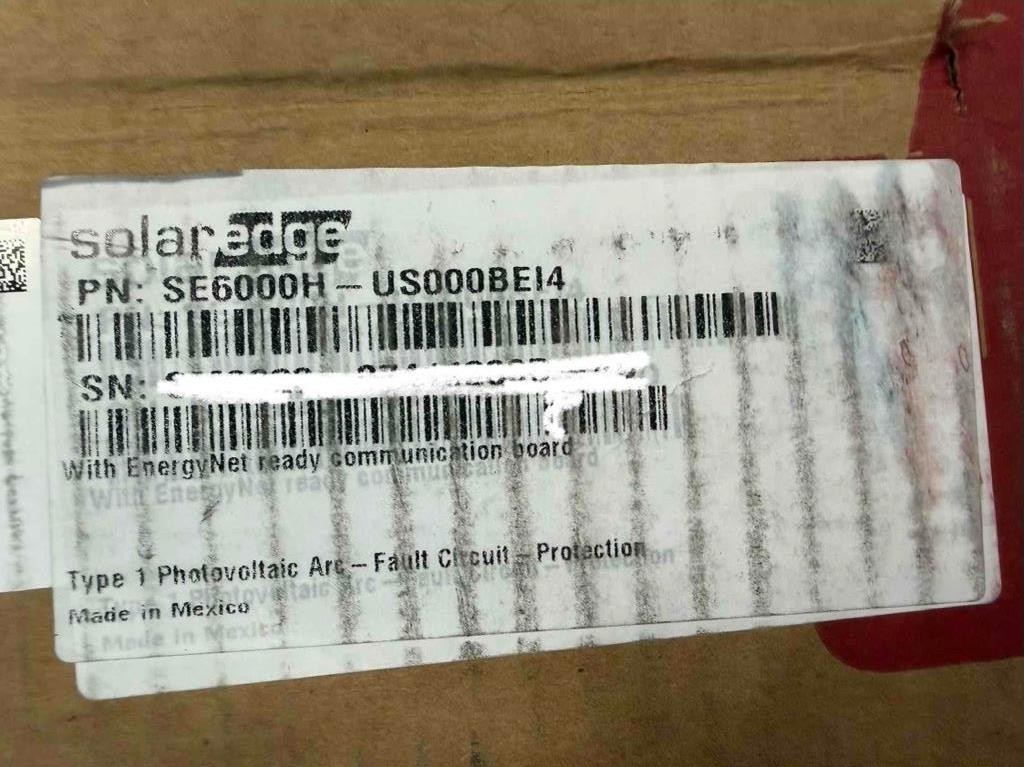 solaredge
PN: SE6000H – US000BEI4
SN:
With EnergyNet ready communication board
Type 1 Photovoltaic Arc – Fault Circuit – Protection
Made in Mexico